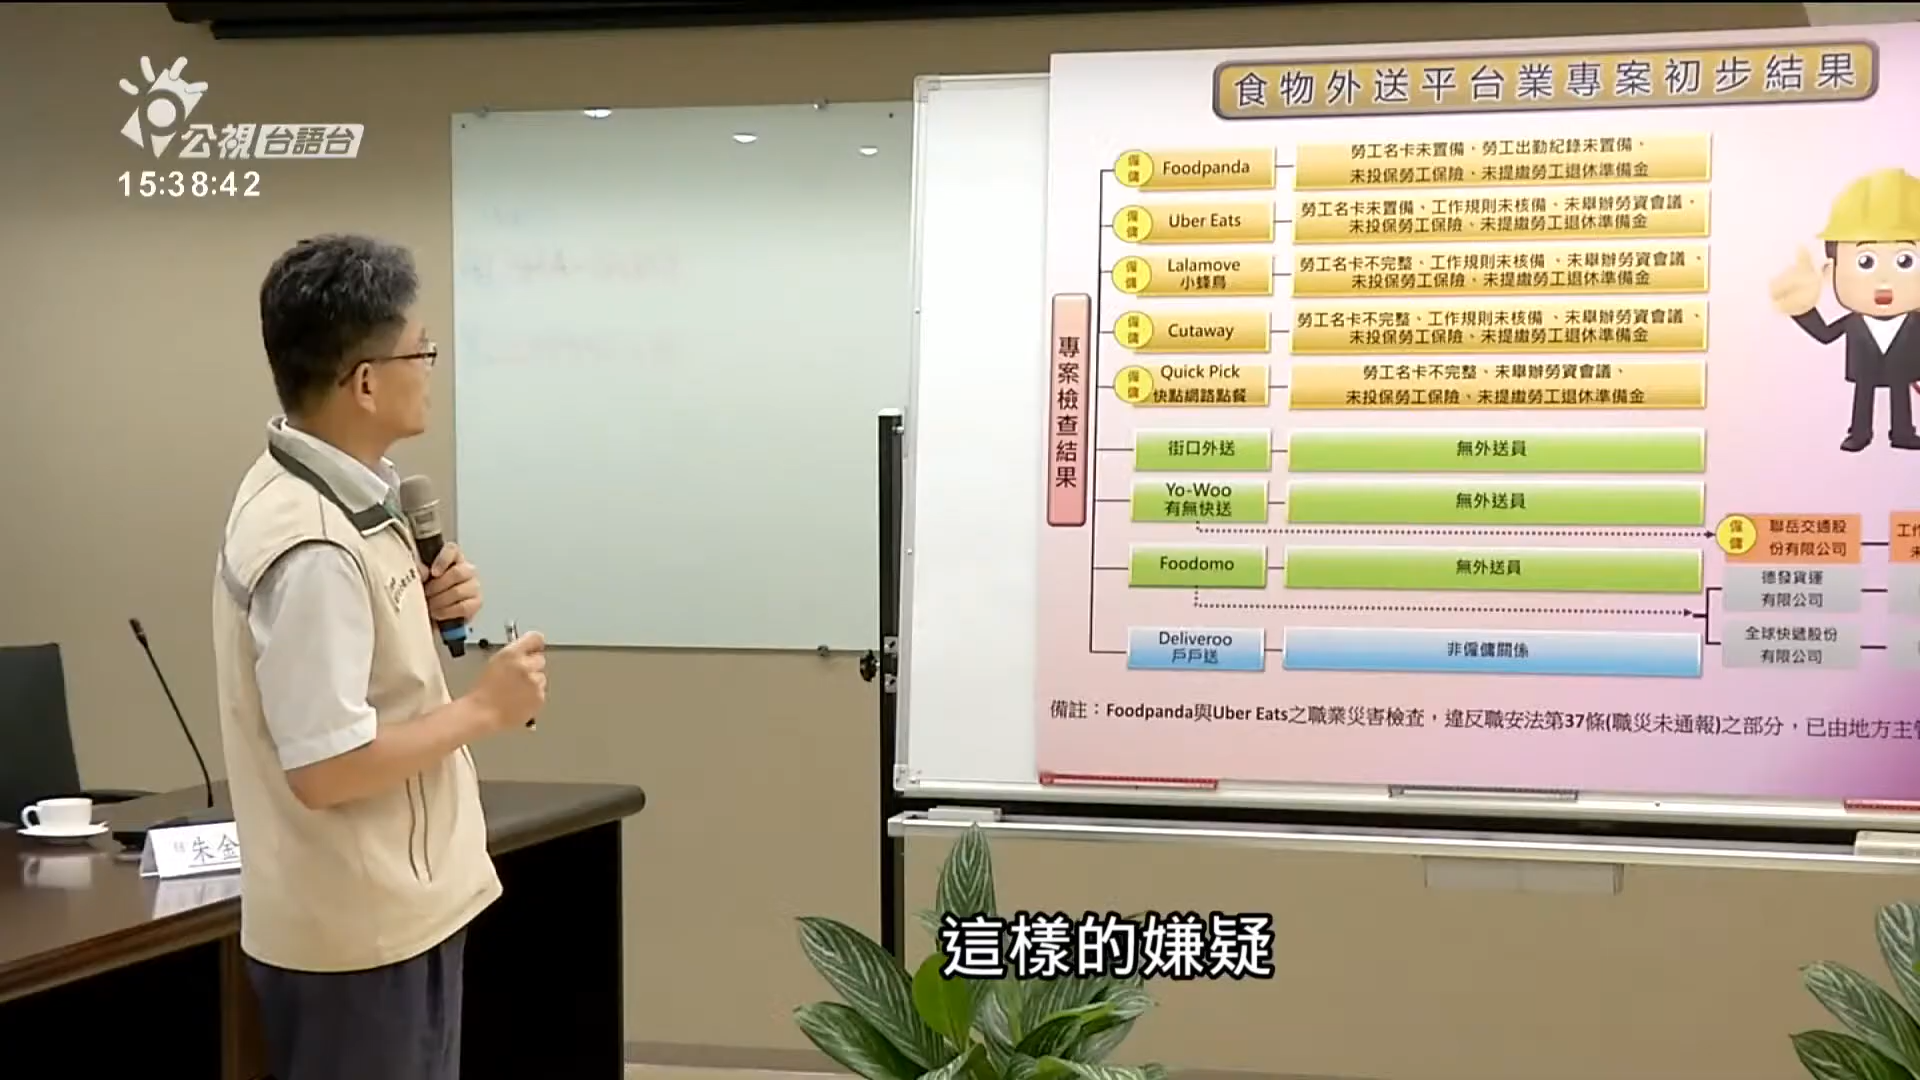 公視 台語台
15:38:42
食物外送平台業專案初步結果
專案檢查結果
僱傭
Foodpanda
勞工名卡未置備、勞工出勤紀錄未置備、
未投保勞工保險、未提繳勞工退休準備金
僱傭
Uber Eats
勞工名卡未置備、工作規則未核備、未舉辦勞資會議、
未投保勞工保險、未提繳勞工退休準備金
僱傭
Lalamove
小蜂鳥
勞工名卡不完整、工作規則未核備、未舉辦勞資會議、
未投保勞工保險、未提繳勞工退休準備金
僱傭
Cutaway
勞工名卡不完整、工作規則未核備、未舉辦勞資會議、
未投保勞工保險、未提繳勞工退休準備金
僱傭
Quick Pick
快點網路點餐
勞工名卡不完整、未舉辦勞資會議、
未投保勞工保險、未提繳勞工退休準備金
街口外送
無外送員
Yo-Woo
有無快送
無外送員
僱傭
聯岳交通股
份有限公司
Foodomo
無外送員
德發貨運
有限公司
全球快遞股份
有限公司
Deliveroo
戶戶送
非僱傭關係
備註：Foodpanda與Uber Eats之職業災害檢查，違反職安法第37條(職災未通報)之部分，已由地方主管
朱金
這樣的嫌疑